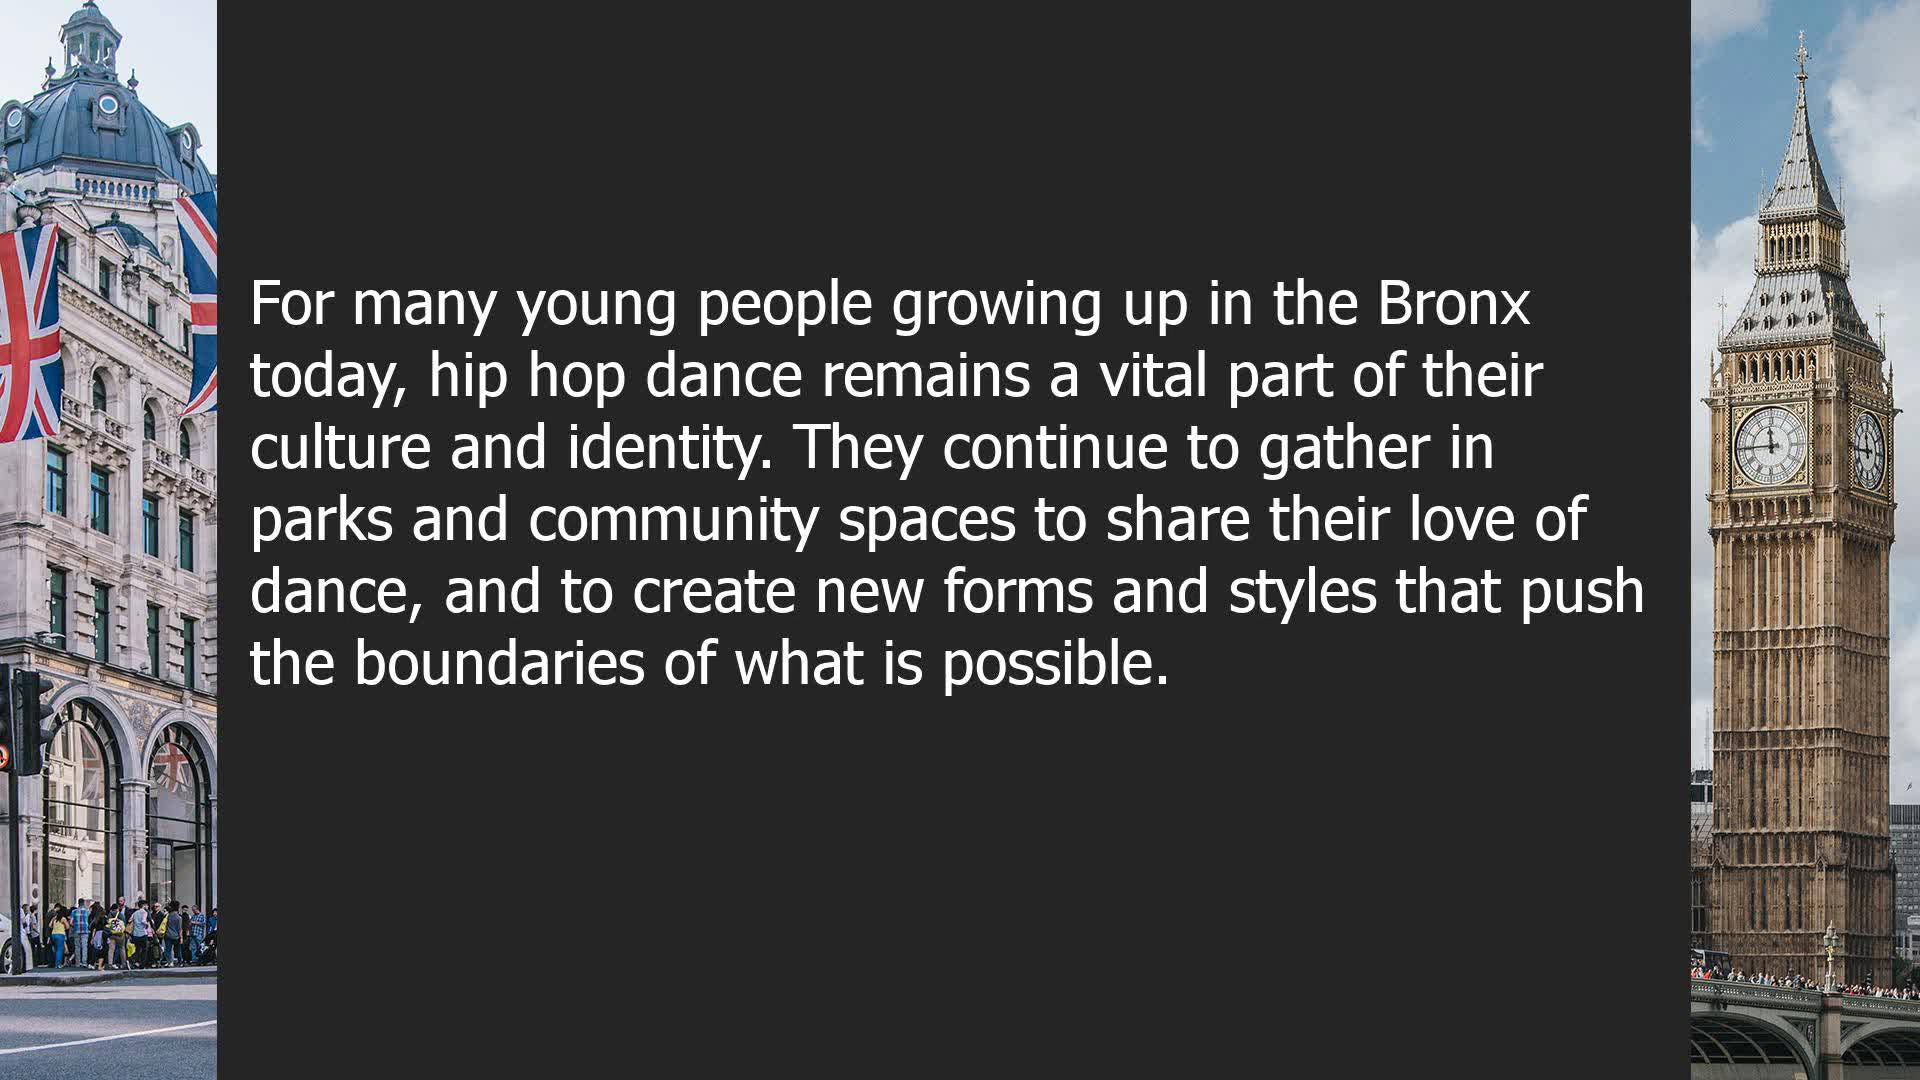 For many young people growing up in the Bronx
today, hip hop dance remains a vital part of their
culture and identity. They continue to gather in
parks and community spaces to share their love of
dance, and to create new forms and styles that push
the boundaries of what is possible.